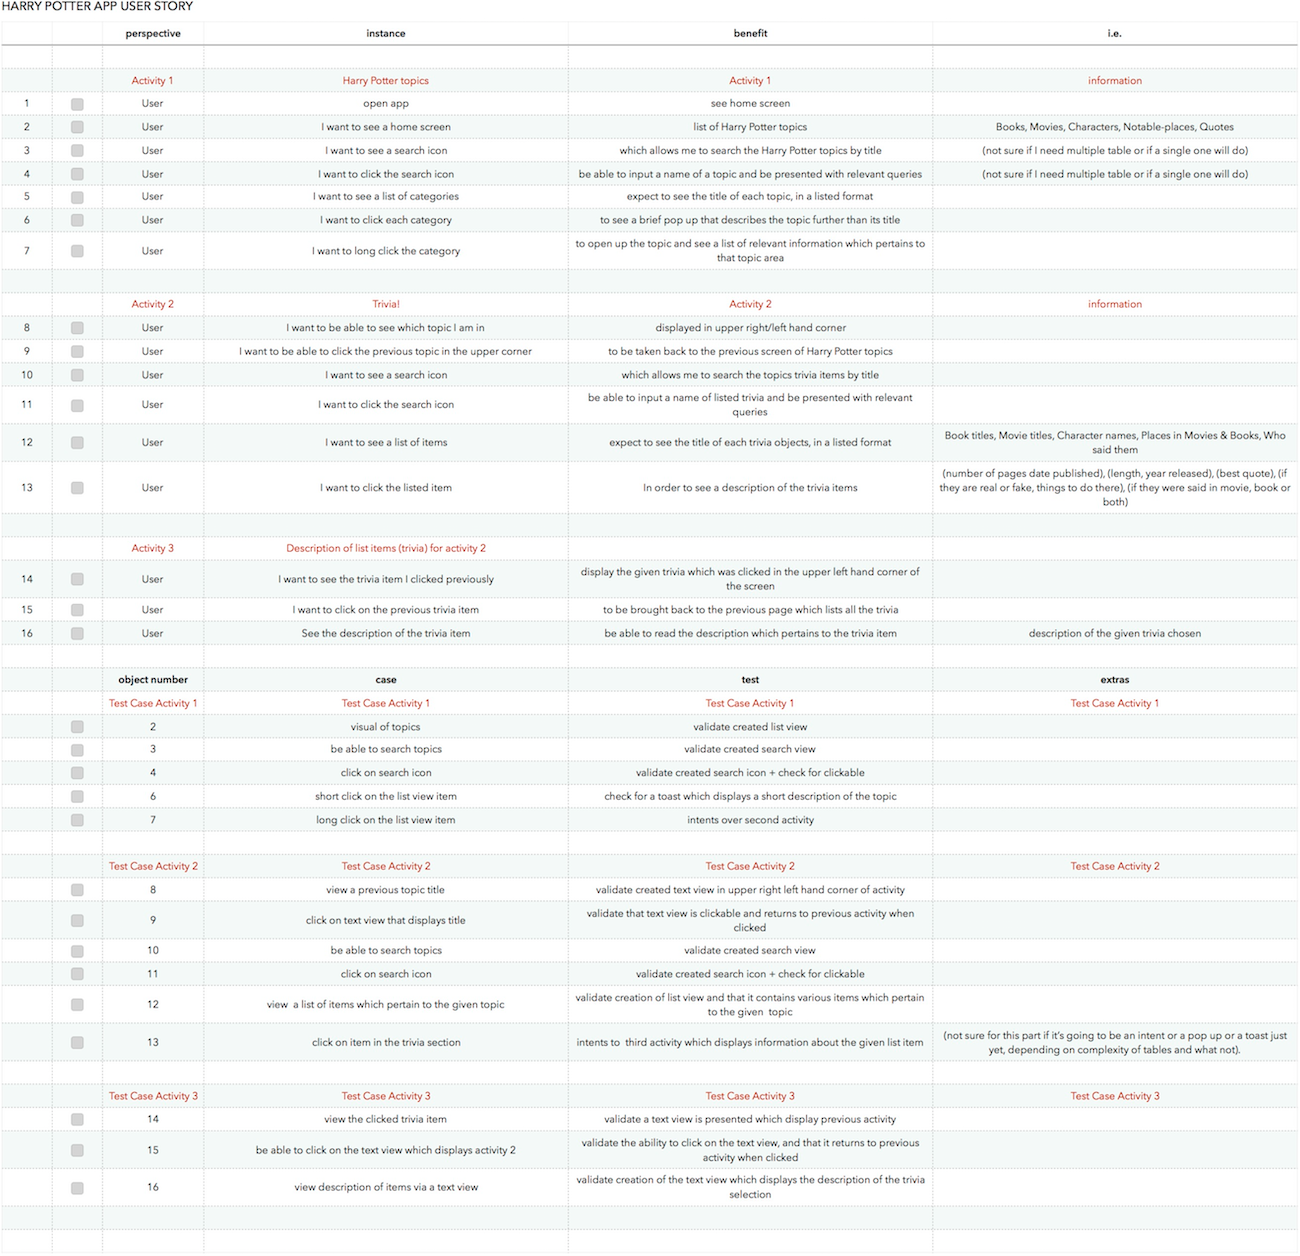 HARRY POTTER APP USER STORY
perspective instance benefit i.e.
Activity 1 Harry Potter topics Activity 1 information
1 User open app see home screen
2 User I want to see a home screen list of Harry Potter topics Books, Movies, Characters, Notable-places, Quotes
3 User I want to see a search icon which allows me to search the Harry Potter topics by title (not sure if I need multiple table or if a single one will do)
4 User I want to click the search icon be able to input a name of a topic and be presented with relevant queries (not sure if I need multiple table or if a single one will do)
5 User I want to see a list of categories expect to see the title of each topic, in a listed format
6 User I want to click each category to see a brief pop up that describes the topic further than its title
7 User I want to long click the category to open up the topic and see a list of relevant information which pertains to
that topic area
Activity 2 Trivia! Activity 2 information
8 User I want to be able to see which topic I am in displayed in upper right/left hand corner
9 User I want to be able to click the previous topic in the upper corner to be taken back to the previous screen of Harry Potter topics
10 User I want to see a search icon which allows me to search the topics trivia items by title
11 User I want to click the search icon be able to input a name of listed trivia and be presented with relevant
queries
12 User I want to see a list of items expect to see the title of each trivia objects, in a listed format Book titles, Movie titles, Character names, Places in Movies & Books, Who
said them
13 User I want to click the listed item In order to see a description of the trivia items (number of pages date published), (length, year released), (best quote), (if
they are real or fake, things to do there), (if they were said in movie, book or
both)
Activity 3 Description of list items (trivia) for activity 2
14 User I want to see the trivia item I clicked previously display the given trivia which was clicked in the upper left hand corner of
the screen
15 User I want to click on the previous trivia item to be brought back to the previous page which lists all the trivia
16 User See the description of the trivia item be able to read the description which pertains to the trivia item description of the given trivia chosen
object number case test extras
Test Case Activity 1 Test Case Activity 1 Test Case Activity 1 Test Case Activity 1
2 visual of topics validate created list view
3 be able to search topics validate created search view
4 click on search icon validate created search icon + check for clickable
6 short click on the list view item check for a toast which displays a short description of the topic
7 long click on the list view item intents over second activity
Test Case Activity 2 Test Case Activity 2 Test Case Activity 2 Test Case Activity 2
8 view a previous topic title validate created text view in upper right left hand corner of activity
9 click on text view that displays title validate that text view is clickable and returns to previous activity when
clicked
10 be able to search topics validate created search view
11 click on search icon validate created search icon + check for clickable
12 view a list of items which pertain to the given topic validate creation of list view and that it contains various items which pertain
to the given topic
13 click on item in the trivia section intents to third activity which displays information about the given list item (not sure for this part if it's going to be an intent or a pop up or a toast just
yet, depending on complexity of tables and what not).
Test Case Activity 3 Test Case Activity 3 Test Case Activity 3 Test Case Activity 3
14 view the clicked trivia item validate a text view is presented which display previous activity
15 be able to click on the text view which displays activity 2 validate the ability to click on the text view, and that it returns to previous
activity when clicked
16 view description of items via a text view validate creation of the text view which displays the description of the trivia
selection